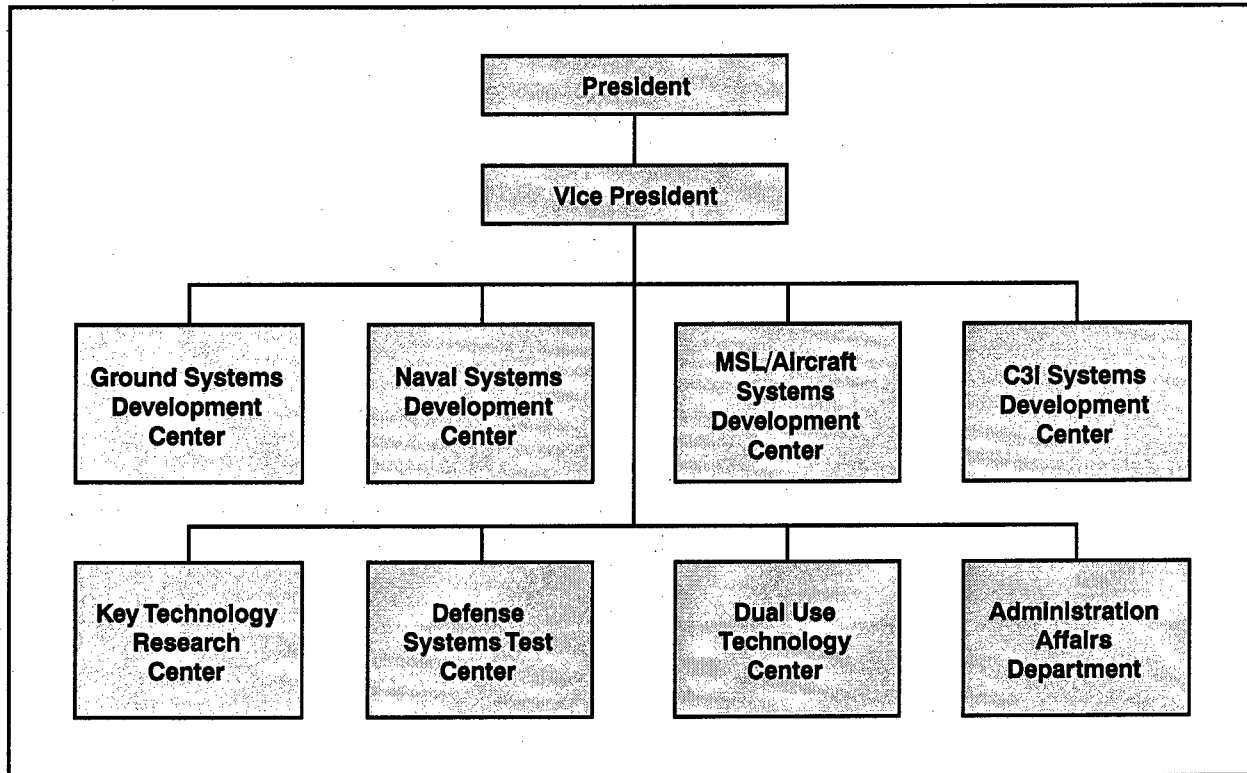 President
Vice President
Ground Systems
Development
Center
Naval Systems
Development
Center
MSL/Aircraft
Systems
Development
Center
C3I Systems
Development
Center
Key Technology
Research
Center
Defense
Systems Test
Center
Dual Use
Technology
Center
Administration
Affairs
Department